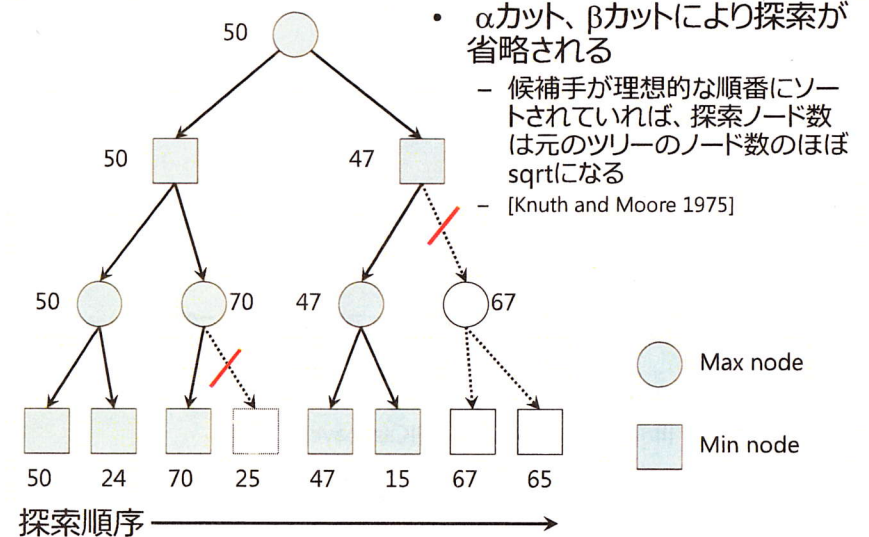 50
• αカット、βカットにより探索が
省略される
– 候補手が理想的な順番にソー
トされていれば、探索ノード数
は元のツリーのノード数のほぼ
sqrtになる
– [Knuth and Moore 1975]
50 47
50 70 47 67
Max node
Min node
50 24 70 25 47 15 67 65
探索順序